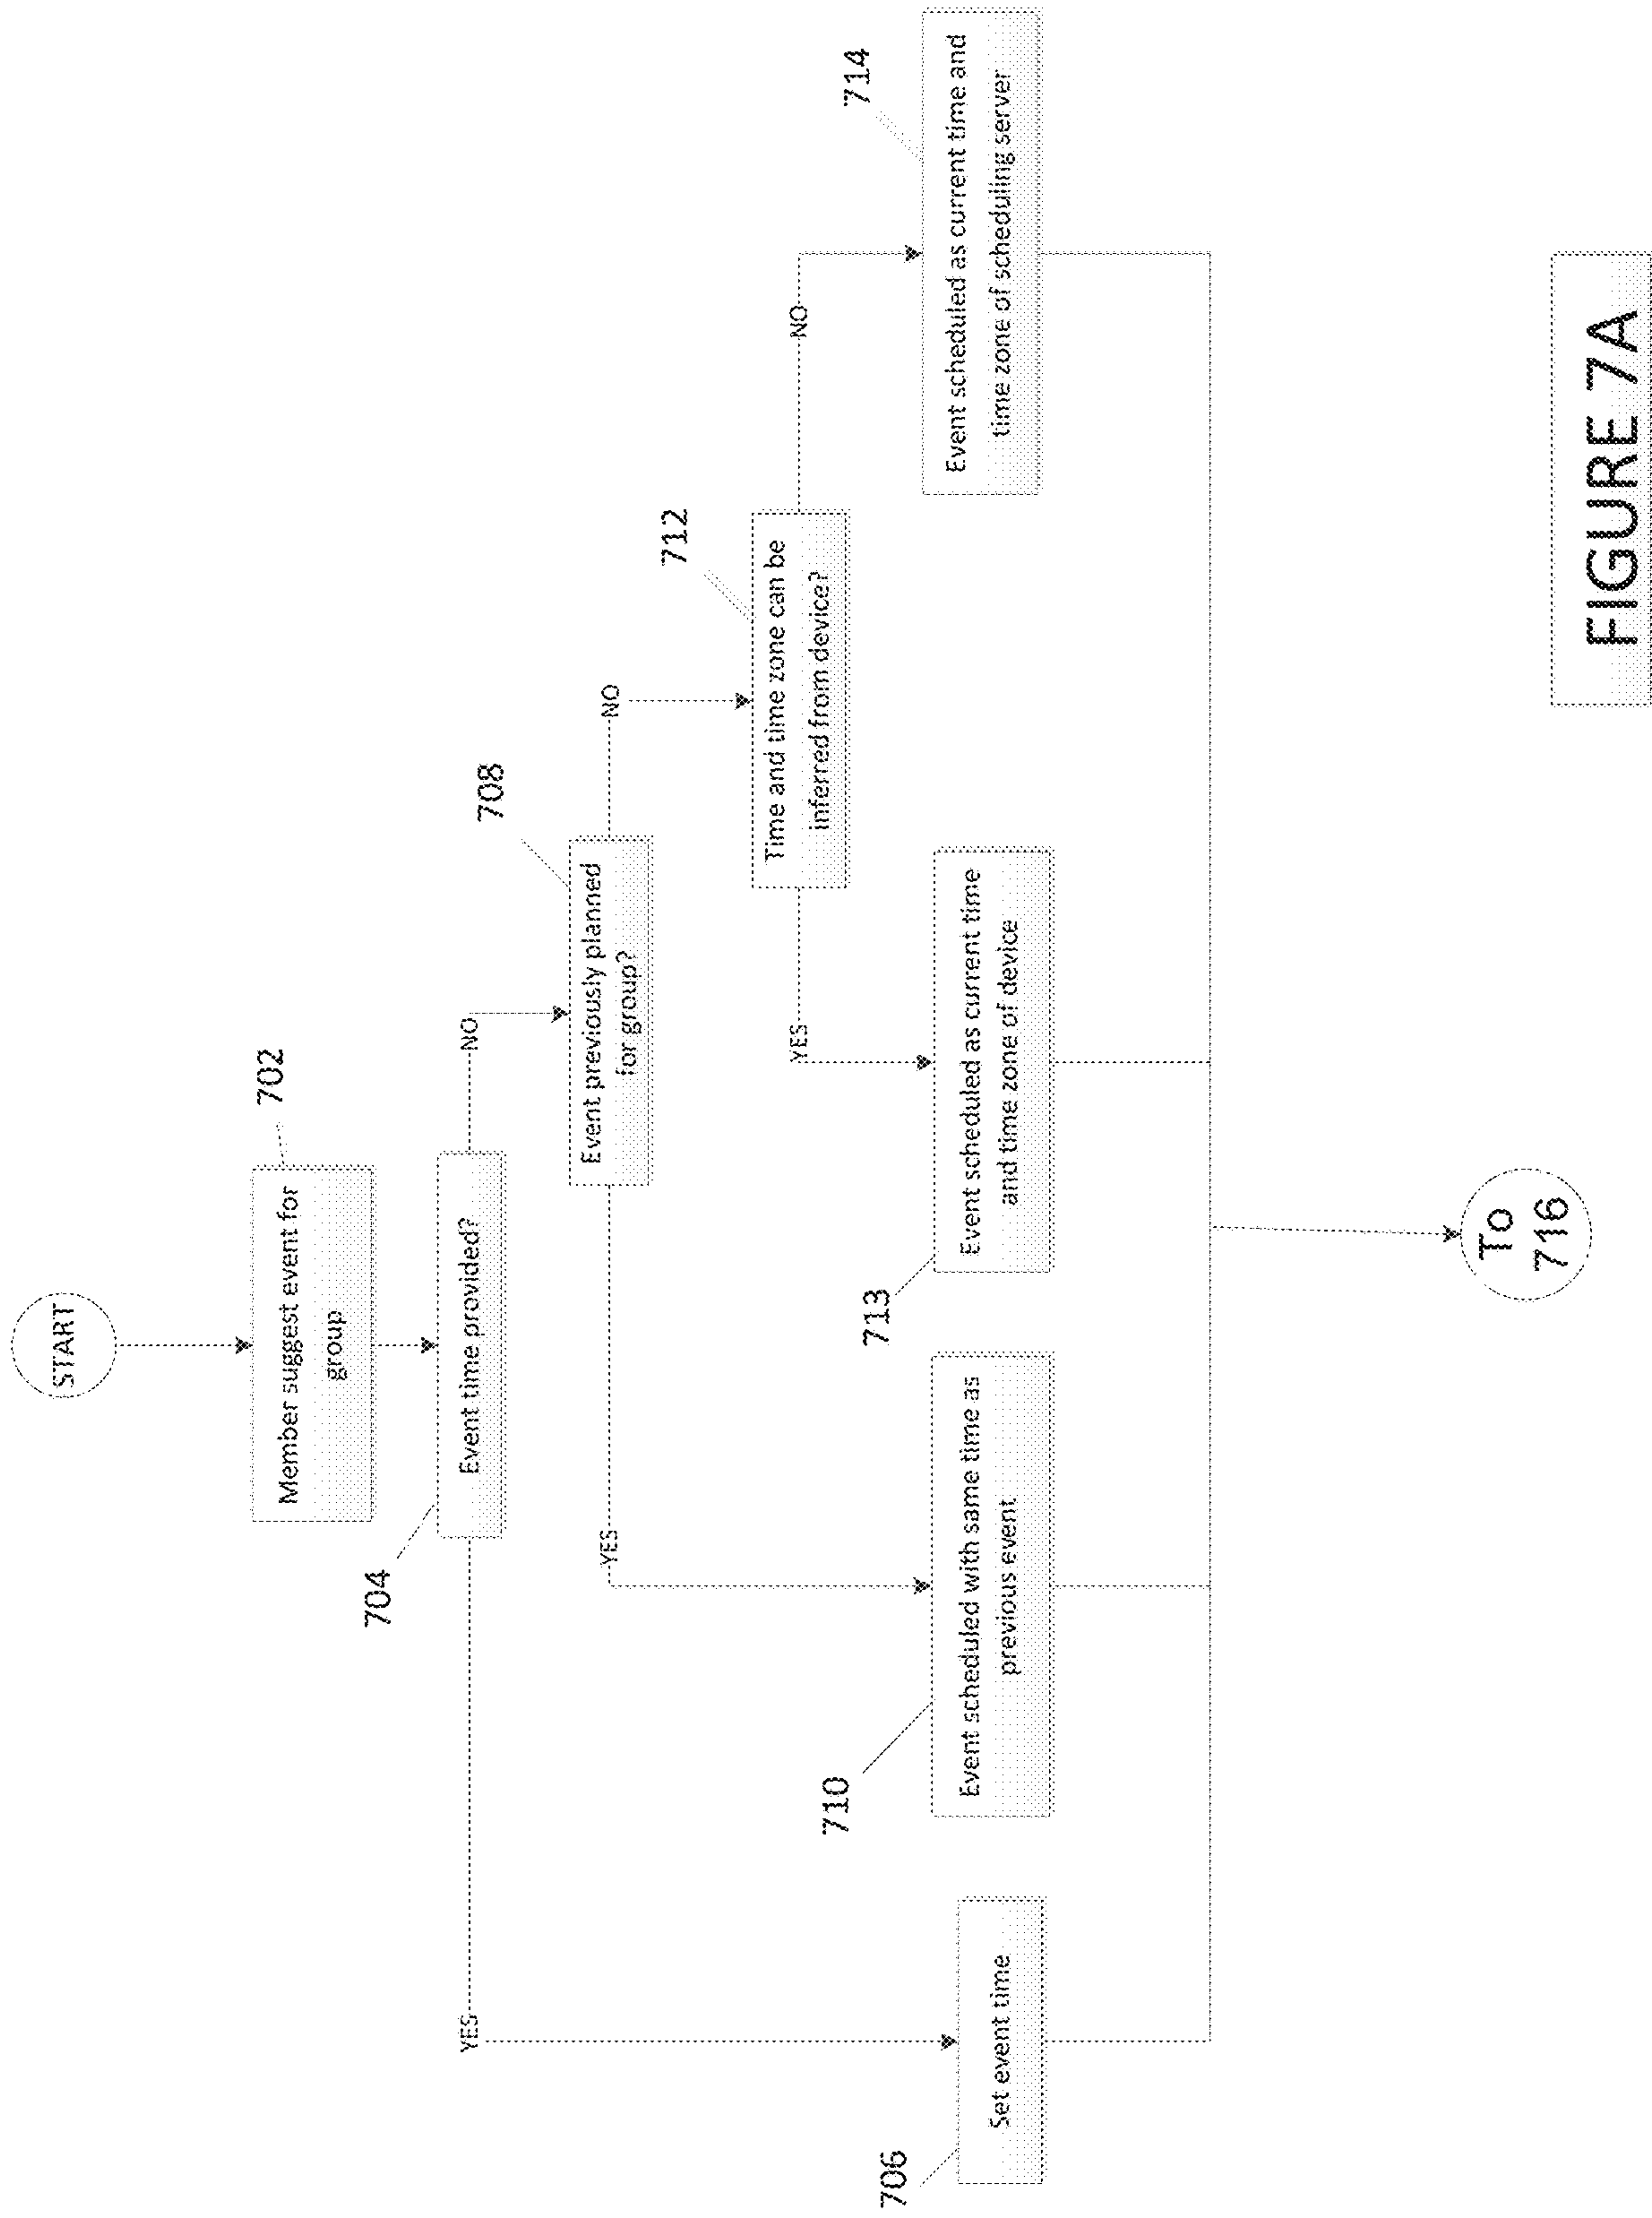 START
702
Member suggest event for
group
704
Event time provided?
YES
NO
708
Event previously planned
for group?
YES
NO
712
Time and time zone can be
inferred from device?
YES
NO
706
Set event time
710
Event scheduled with same time as
previous event
713
Event scheduled as current time
and time zone of device
714
Event scheduled as current time and
time zone of scheduling server
To
716
FIGURE 7A